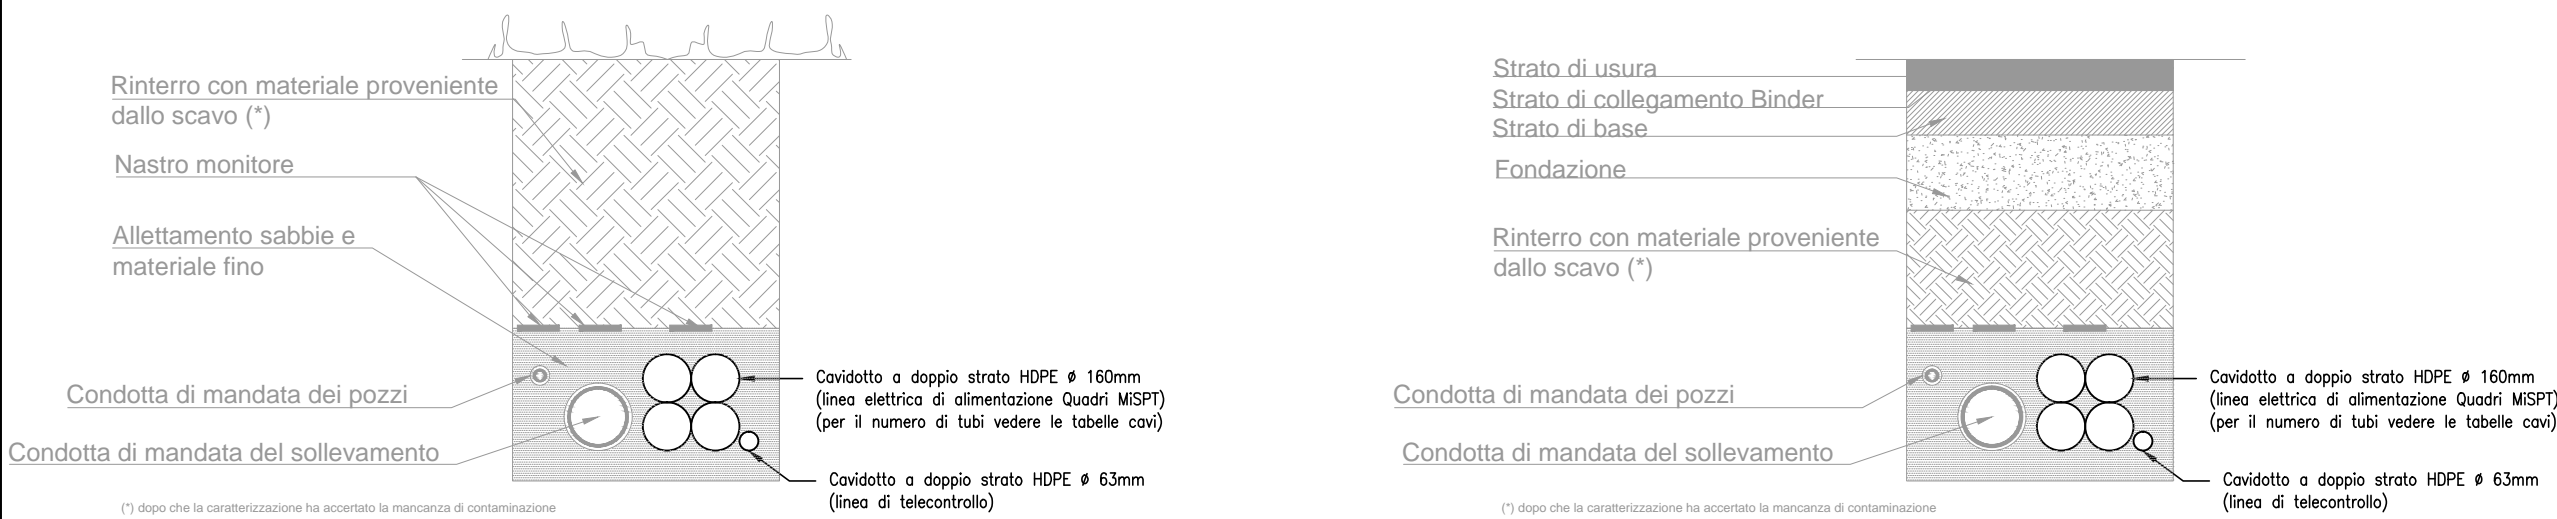 Rinterro con materiale proveniente
dallo scavo (*)
Nastro monitore
Allettamento sabbie e
materiale fino
Condotta di mandata dei pozzi
Condotta di mandata del sollevamento
Cavidotto a doppio strato HDPE ø 160mm
(linea elettrica di alimentazione Quadri MiSPT)
(per il numero di tubi vedere le tabelle cavi)
Cavidotto a doppio strato HDPE ø 63mm
(linea di telecontrollo)
(*) dopo che la caratterizzazione ha accertato la mancanza di contaminazione
Strato di usura
Strato di collegamento Binder
Strato di base
Fondazione
Rinterro con materiale proveniente
dallo scavo (*)
Condotta di mandata dei pozzi
Condotta di mandata del sollevamento
Cavidotto a doppio strato HDPE ø 160mm
(linea elettrica di alimentazione Quadri MiSPT)
(per il numero di tubi vedere le tabelle cavi)
Cavidotto a doppio strato HDPE ø 63mm
(linea di telecontrollo)
(*) dopo che la caratterizzazione ha accertato la mancanza di contaminazione